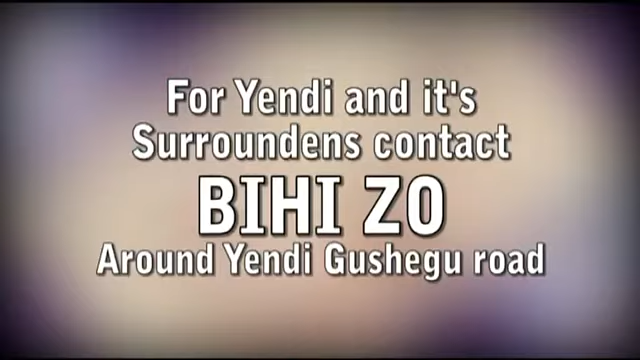 For Yendi and it's
Surroundens contact
BIHI ZO
Around Yendi Gushegu road